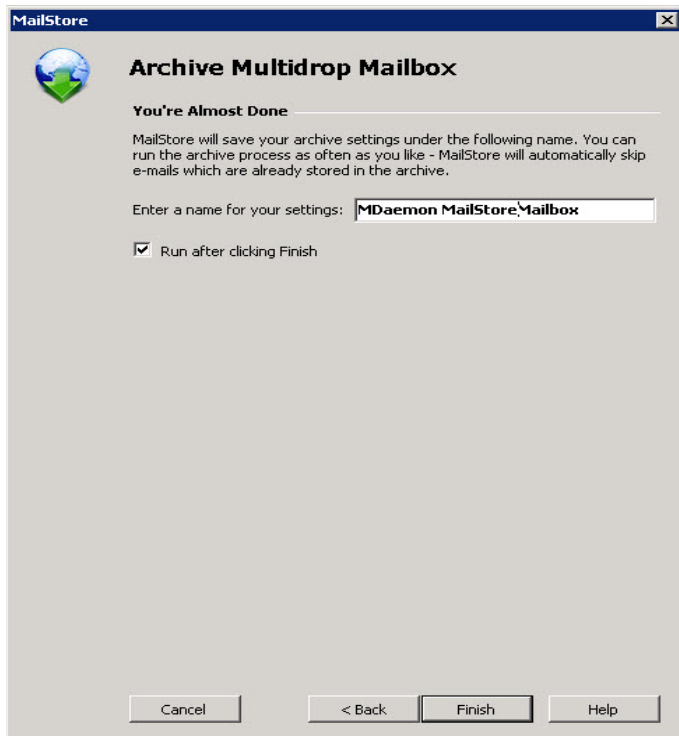 MailStore
Archive Multidrop Mailbox
You're Almost Done
MailStore will save your archive settings under the following name. You can
run the archive process as often as you like - MailStore will automatically skip
e-mails which are already stored in the archive.
Enter a name for your settings: MDaemon MailStore Mailbox
Run after clicking Finish
Cancel < Back Finish Help